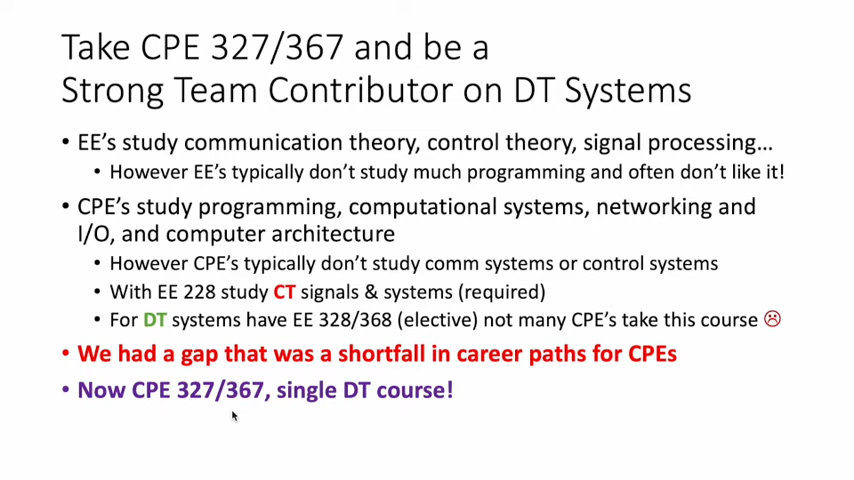 Take CPE 327/367 and be a
Strong Team Contributor on DT Systems
• EE's study communication theory, control theory, signal processing…
• However EE's typically don't study much programming and often don't like it!
• CPE's study programming, computational systems, networking and
I/O, and computer architecture
• However CPE's typically don't study comm systems or control systems
• With EE 228 study CT signals & systems (required)
• For DT systems have EE 328/368 (elective) not many CPE's take this course ☹
• We had a gap that was a shortfall in career paths for CPEs
• Now CPE 327/367, single DT course!